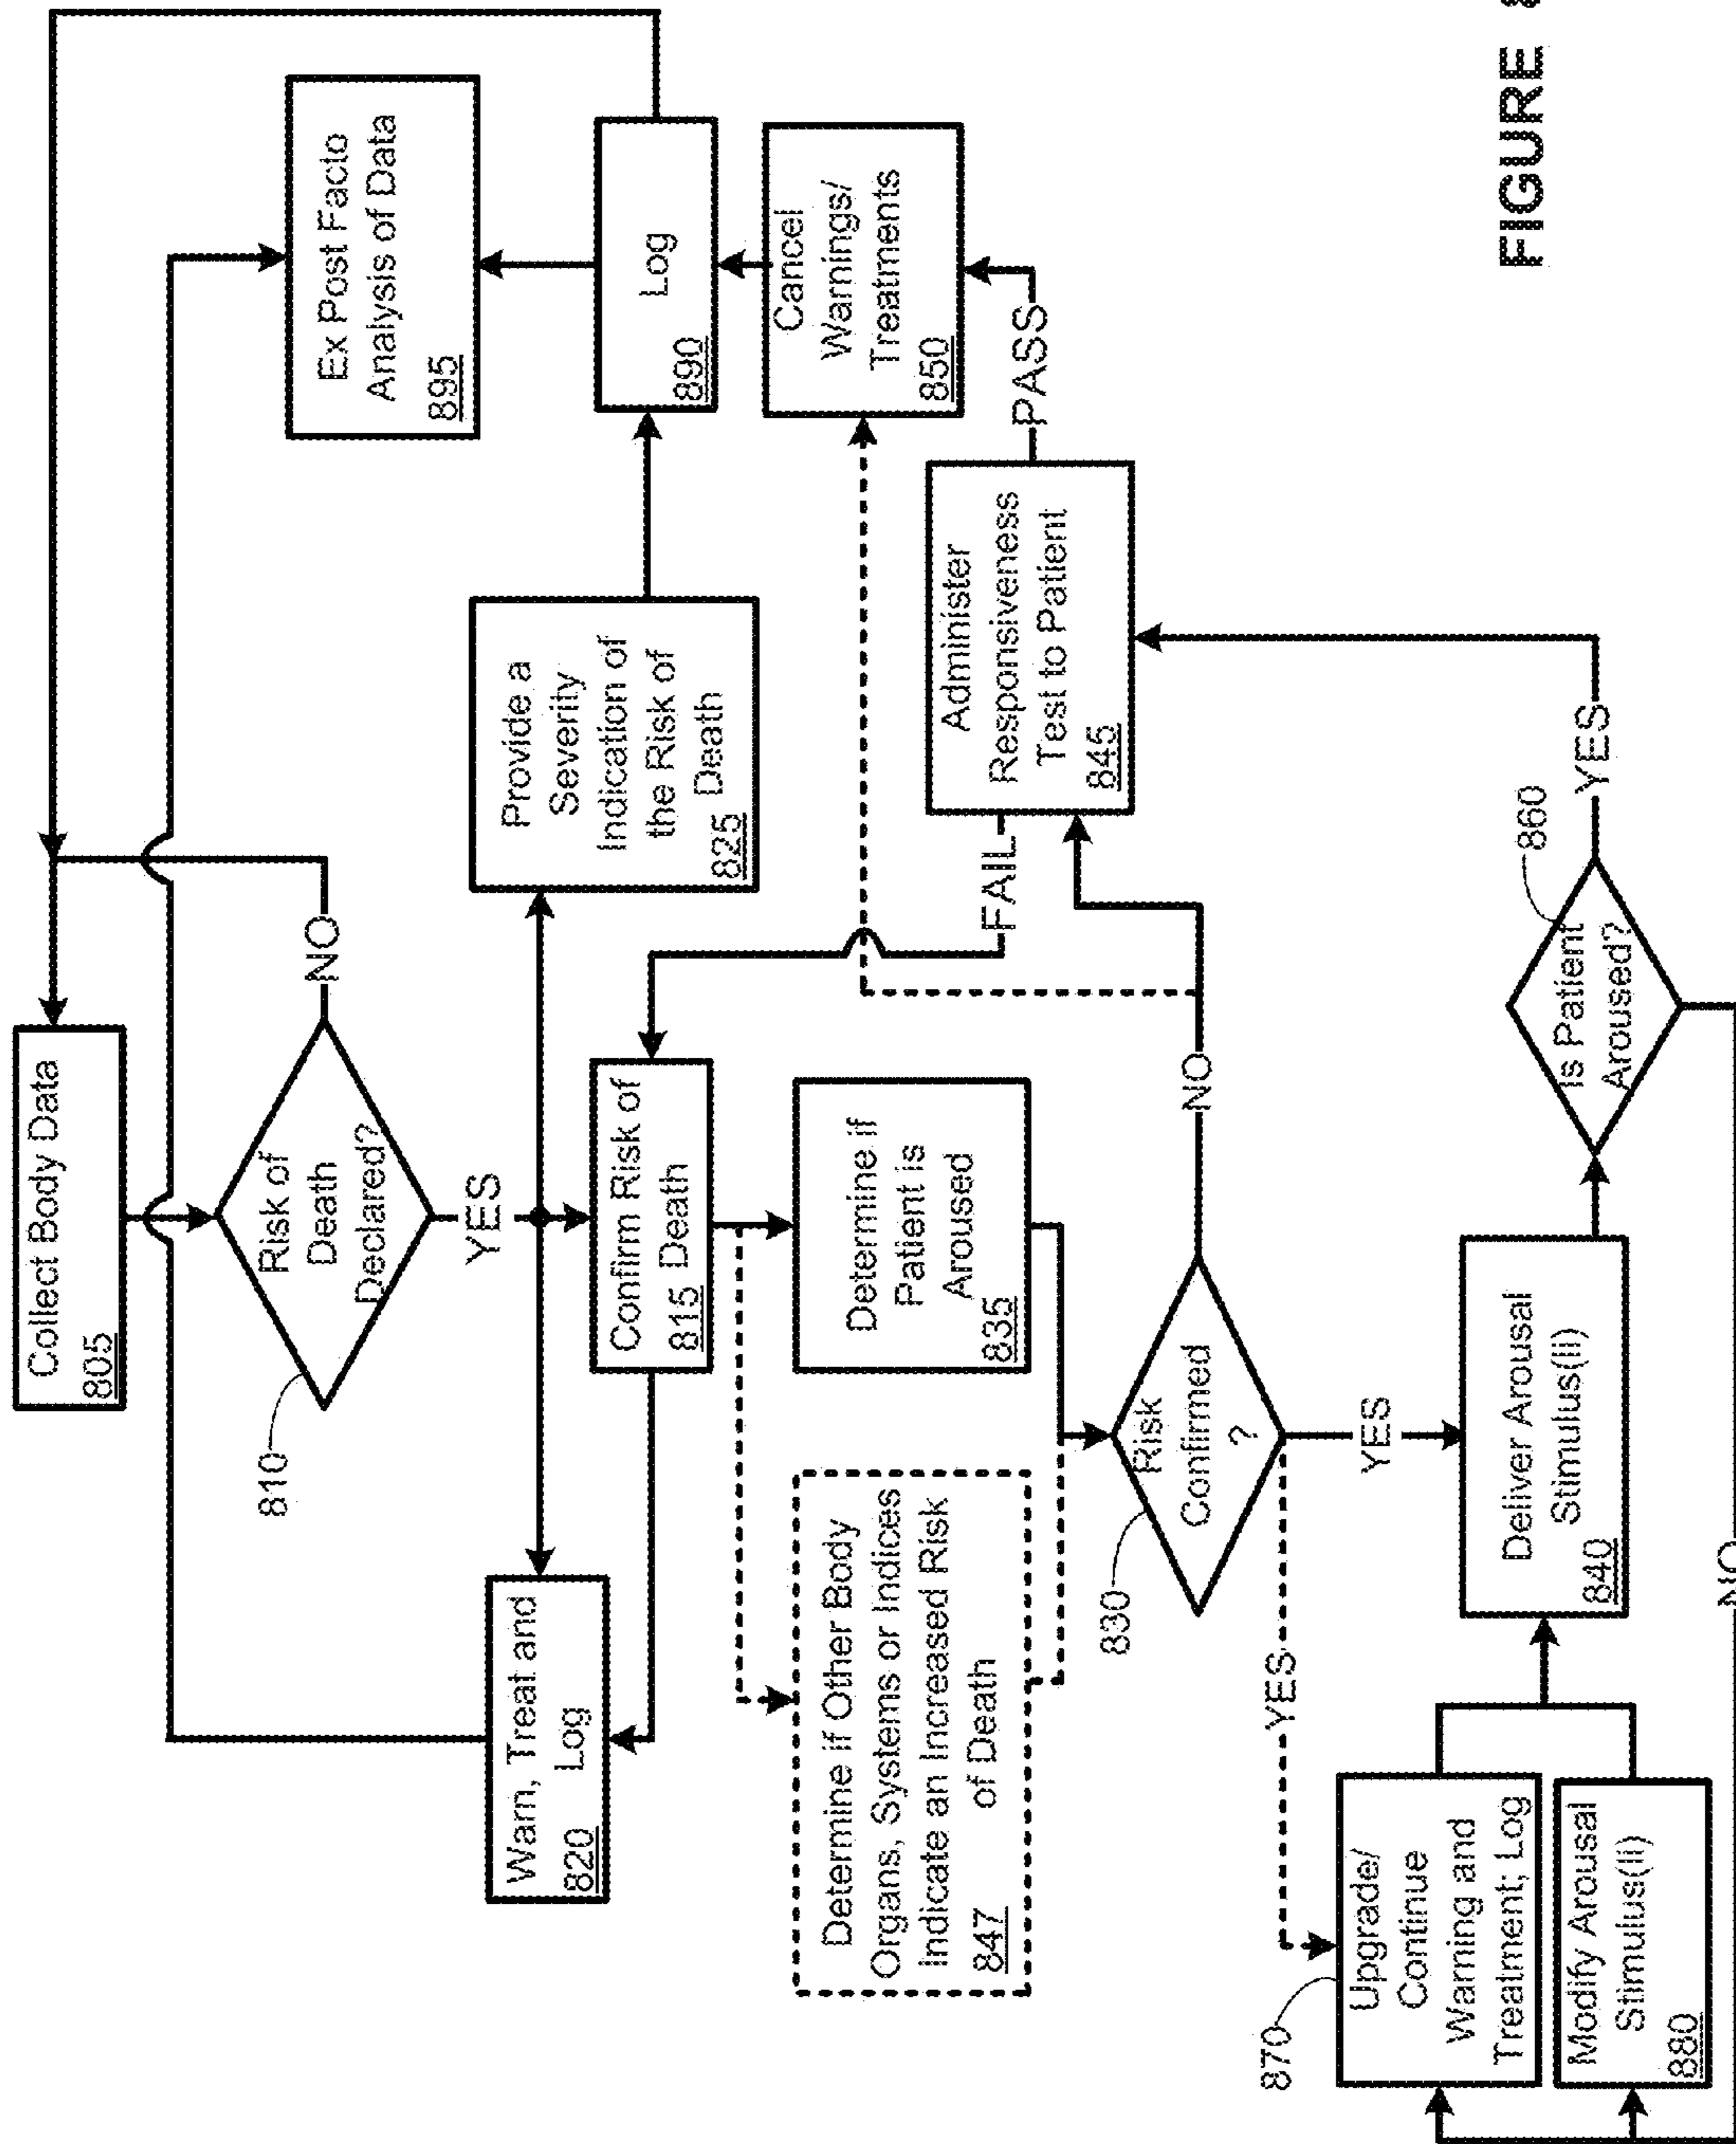 Collect Body Data
805
810
Risk of
Death
Declared?
NO
YES
Warn, Treat and
Log
820
Confirm Risk of
Death
815
Provide a
Severity
Indication of
the Risk of
Death
825
Log
890
Ex Post Facto
Analysis of Data
895
Determine if Other Body
Organs, Systems or Indices
Indicate an Increased Risk
of Death
847
Determine if
Patient is
Aroused
835
FAIL
Administer
Responsiveness
Test to Patient
845
PASS
Cancel
Warnings/
Treatments
850
830
Risk
Confirmed
?
NO
YES
YES
870
Upgrade/
Continue
Warning and
Treatment; Log
Modify Arousal
Stimulus(li)
880
Deliver Arousal
Stimulus(li)
840
860
Is Patient
Aroused?
YES
NO
FIGURE